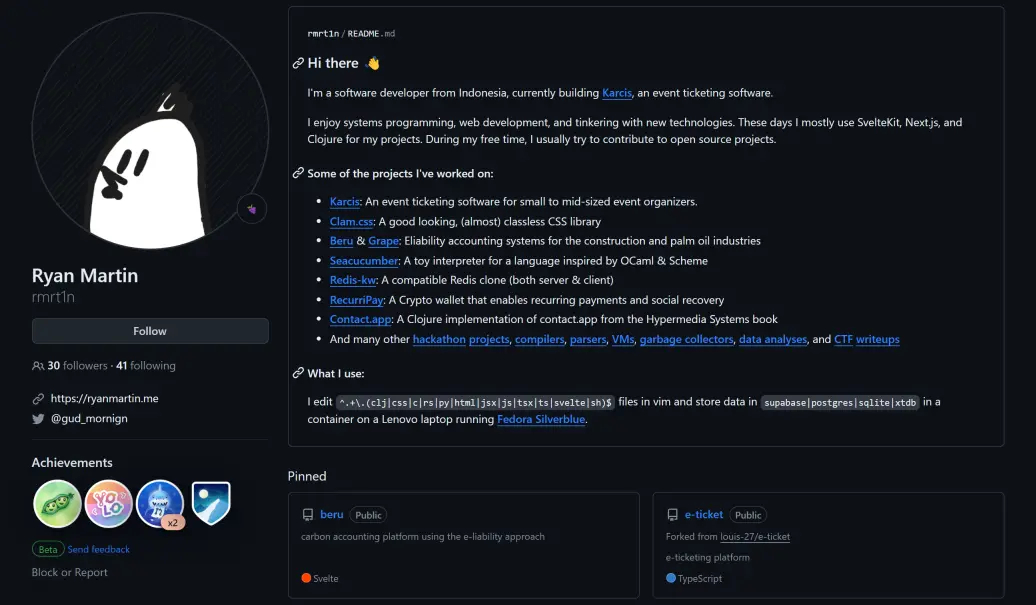 Ryan Martin
rmrt1n
Follow
30 followers · 41 following
https://ryanmartin.me
@gud_mornign
Achievements
YOLO
x2
Beta Send feedback
Block or Report
rmrt1n/README.md
Hi there 👋
I'm a software developer from Indonesia, currently building Karcis, an event ticketing software.
I enjoy systems programming, web development, and tinkering with new technologies. These days I mostly use SvelteKit, Next.js, and
Clojure for my projects. During my free time, I usually try to contribute to open source projects.
Some of the projects I've worked on:
• Karcis: An event ticketing software for small to mid-sized event organizers.
• Clam.css: A good looking, (almost) classless CSS library
• Beru & Grape: Eliability accounting systems for the construction and palm oil industries
• Seacucumber: A toy interpreter for a language inspired by OCaml & Scheme
• Redis-kw: A compatible Redis clone (both server & client)
• RecurriPay: A Crypto wallet that enables recurring payments and social recovery
• Contact.app: A Clojure implementation of contact.app from the Hypermedia Systems book
• And many other hackathon projects, compilers, parsers, VMs, garbage collectors, data analyses, and CTF writeups
What I use:
I edit ^.+\.(clj|css|c|rs|py|html|jsx|js|tsx|ts|svelte|sh)$ files in vim and store data in supabase|postgres|sqlite|xtdb in a
container on a Lenovo laptop running Fedora Silverblue.
Pinned
beru Public
carbon accounting platform using the e-liability approach
Svelte
e-ticket Public
Forked from louis-27/e-ticket
e-ticketing platform
TypeScript